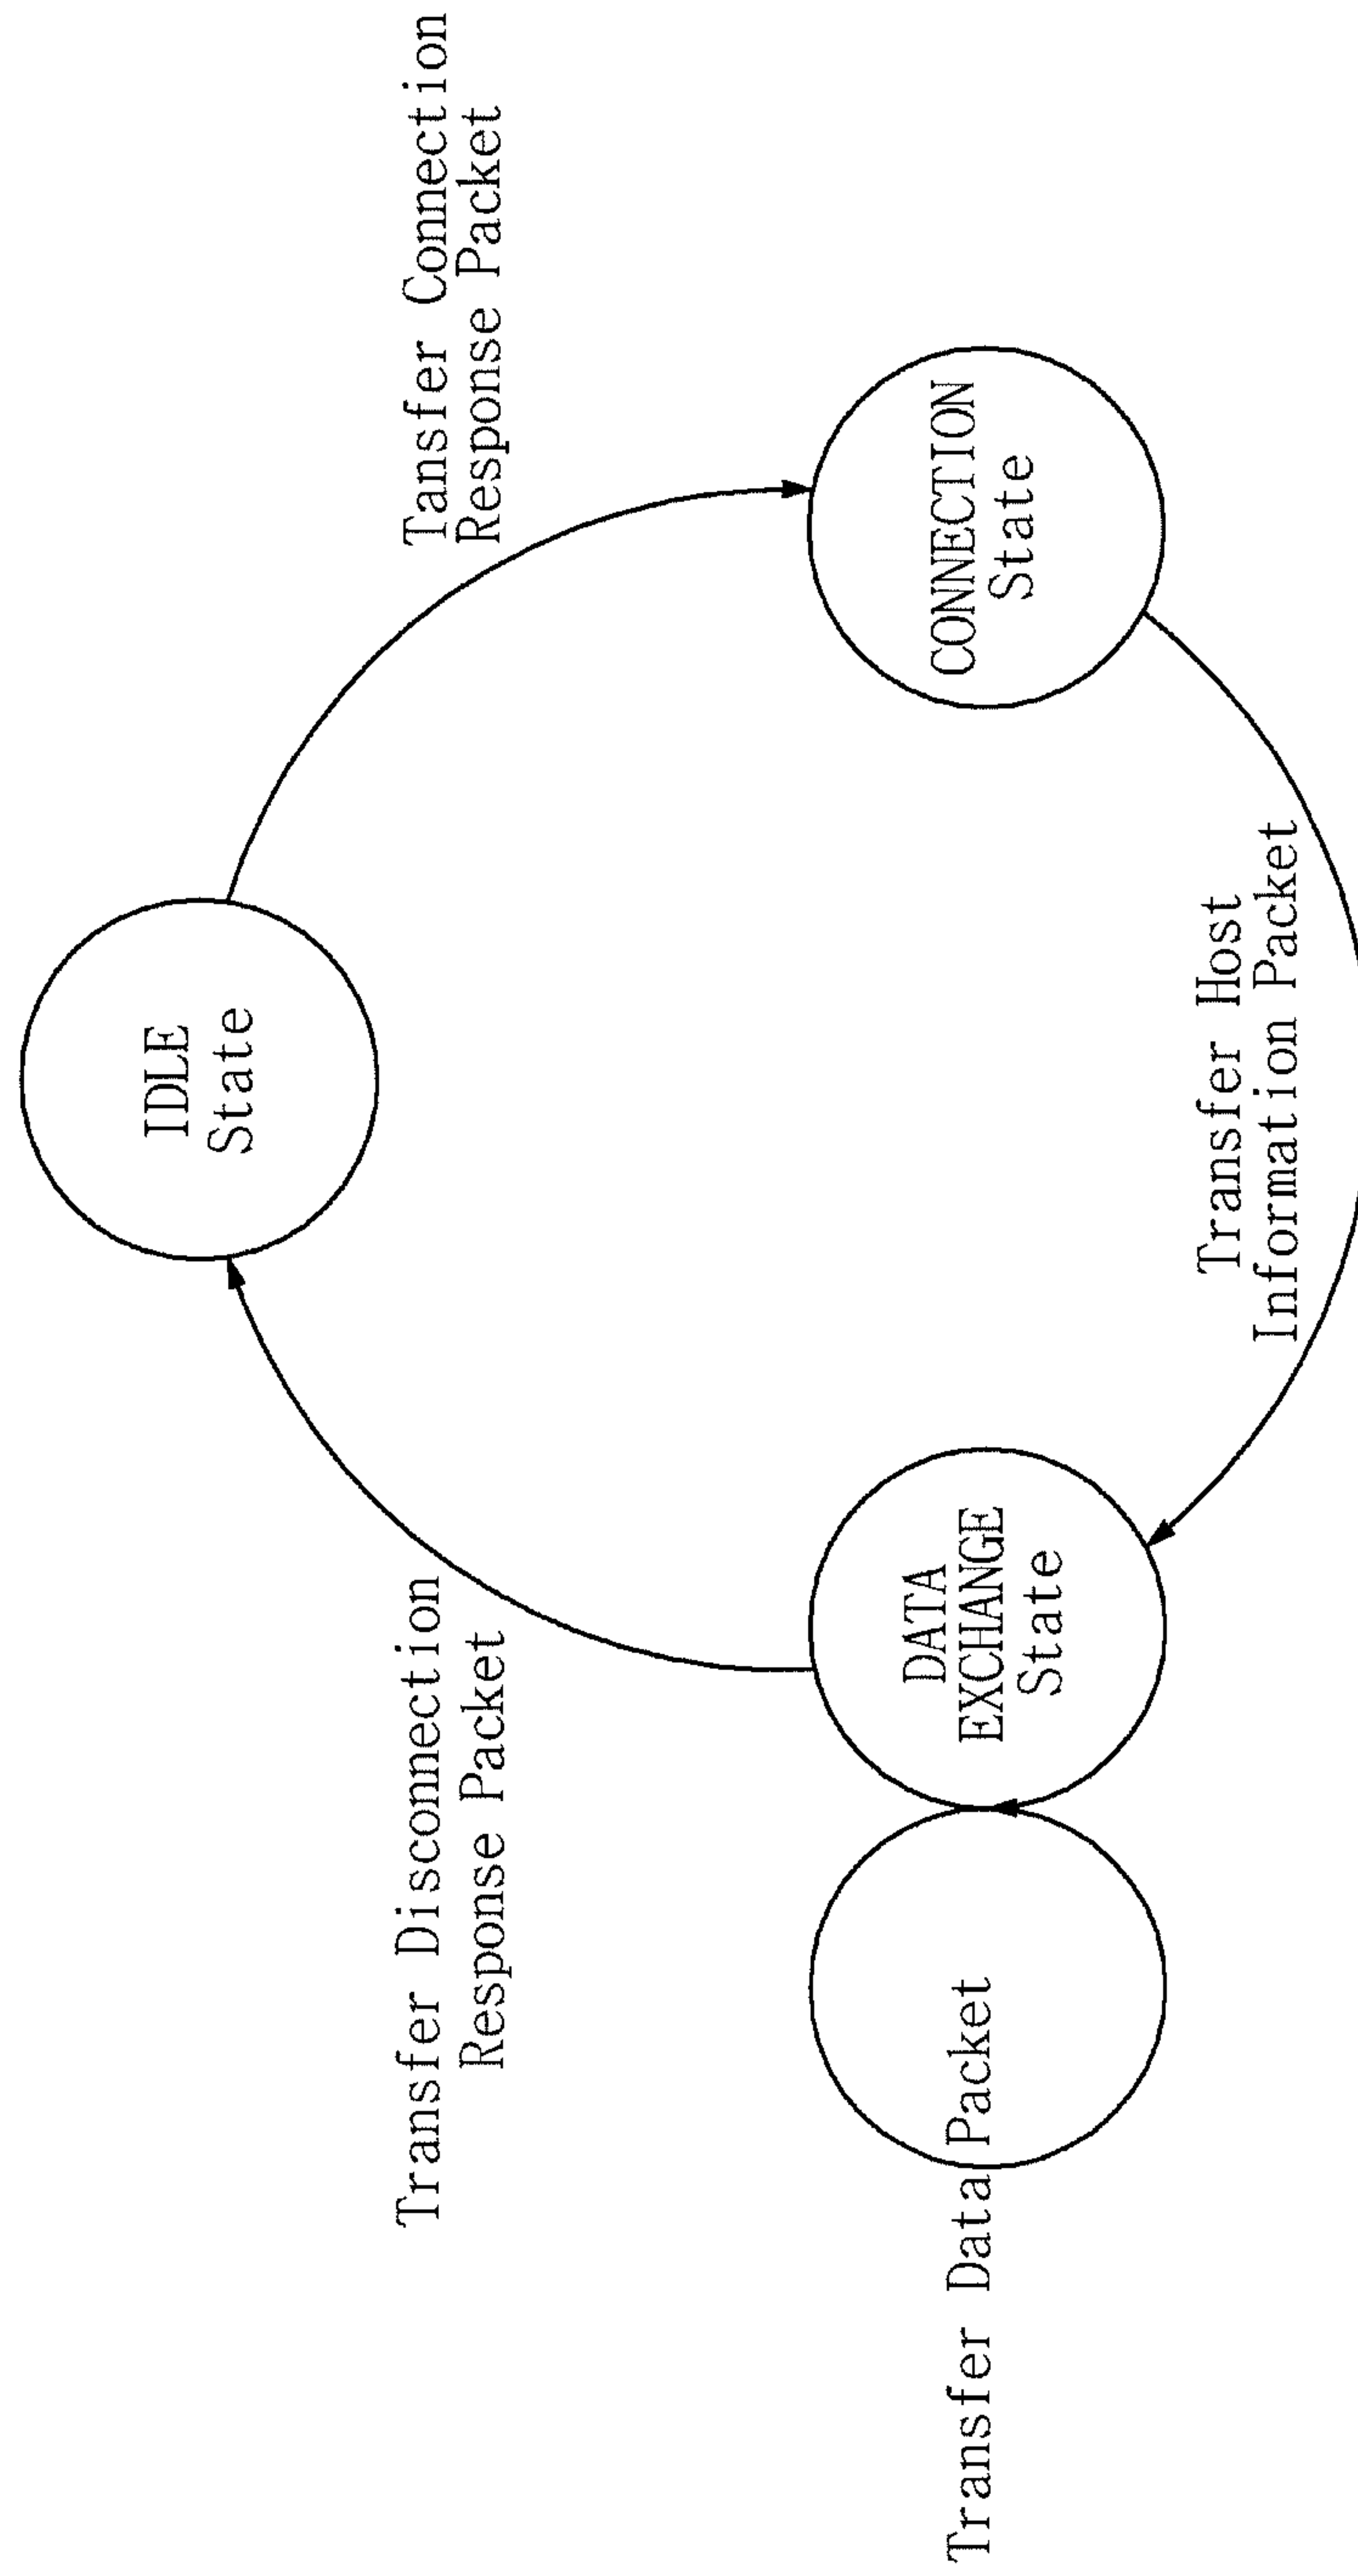 IDLE
State
Tansfer Connection
Response Packet
CONNECTION
State
Transfer Host
Information Packet
DATA
EXCHANGE
State
Transfer Disconnection
Response Packet
Transfer Data Packet